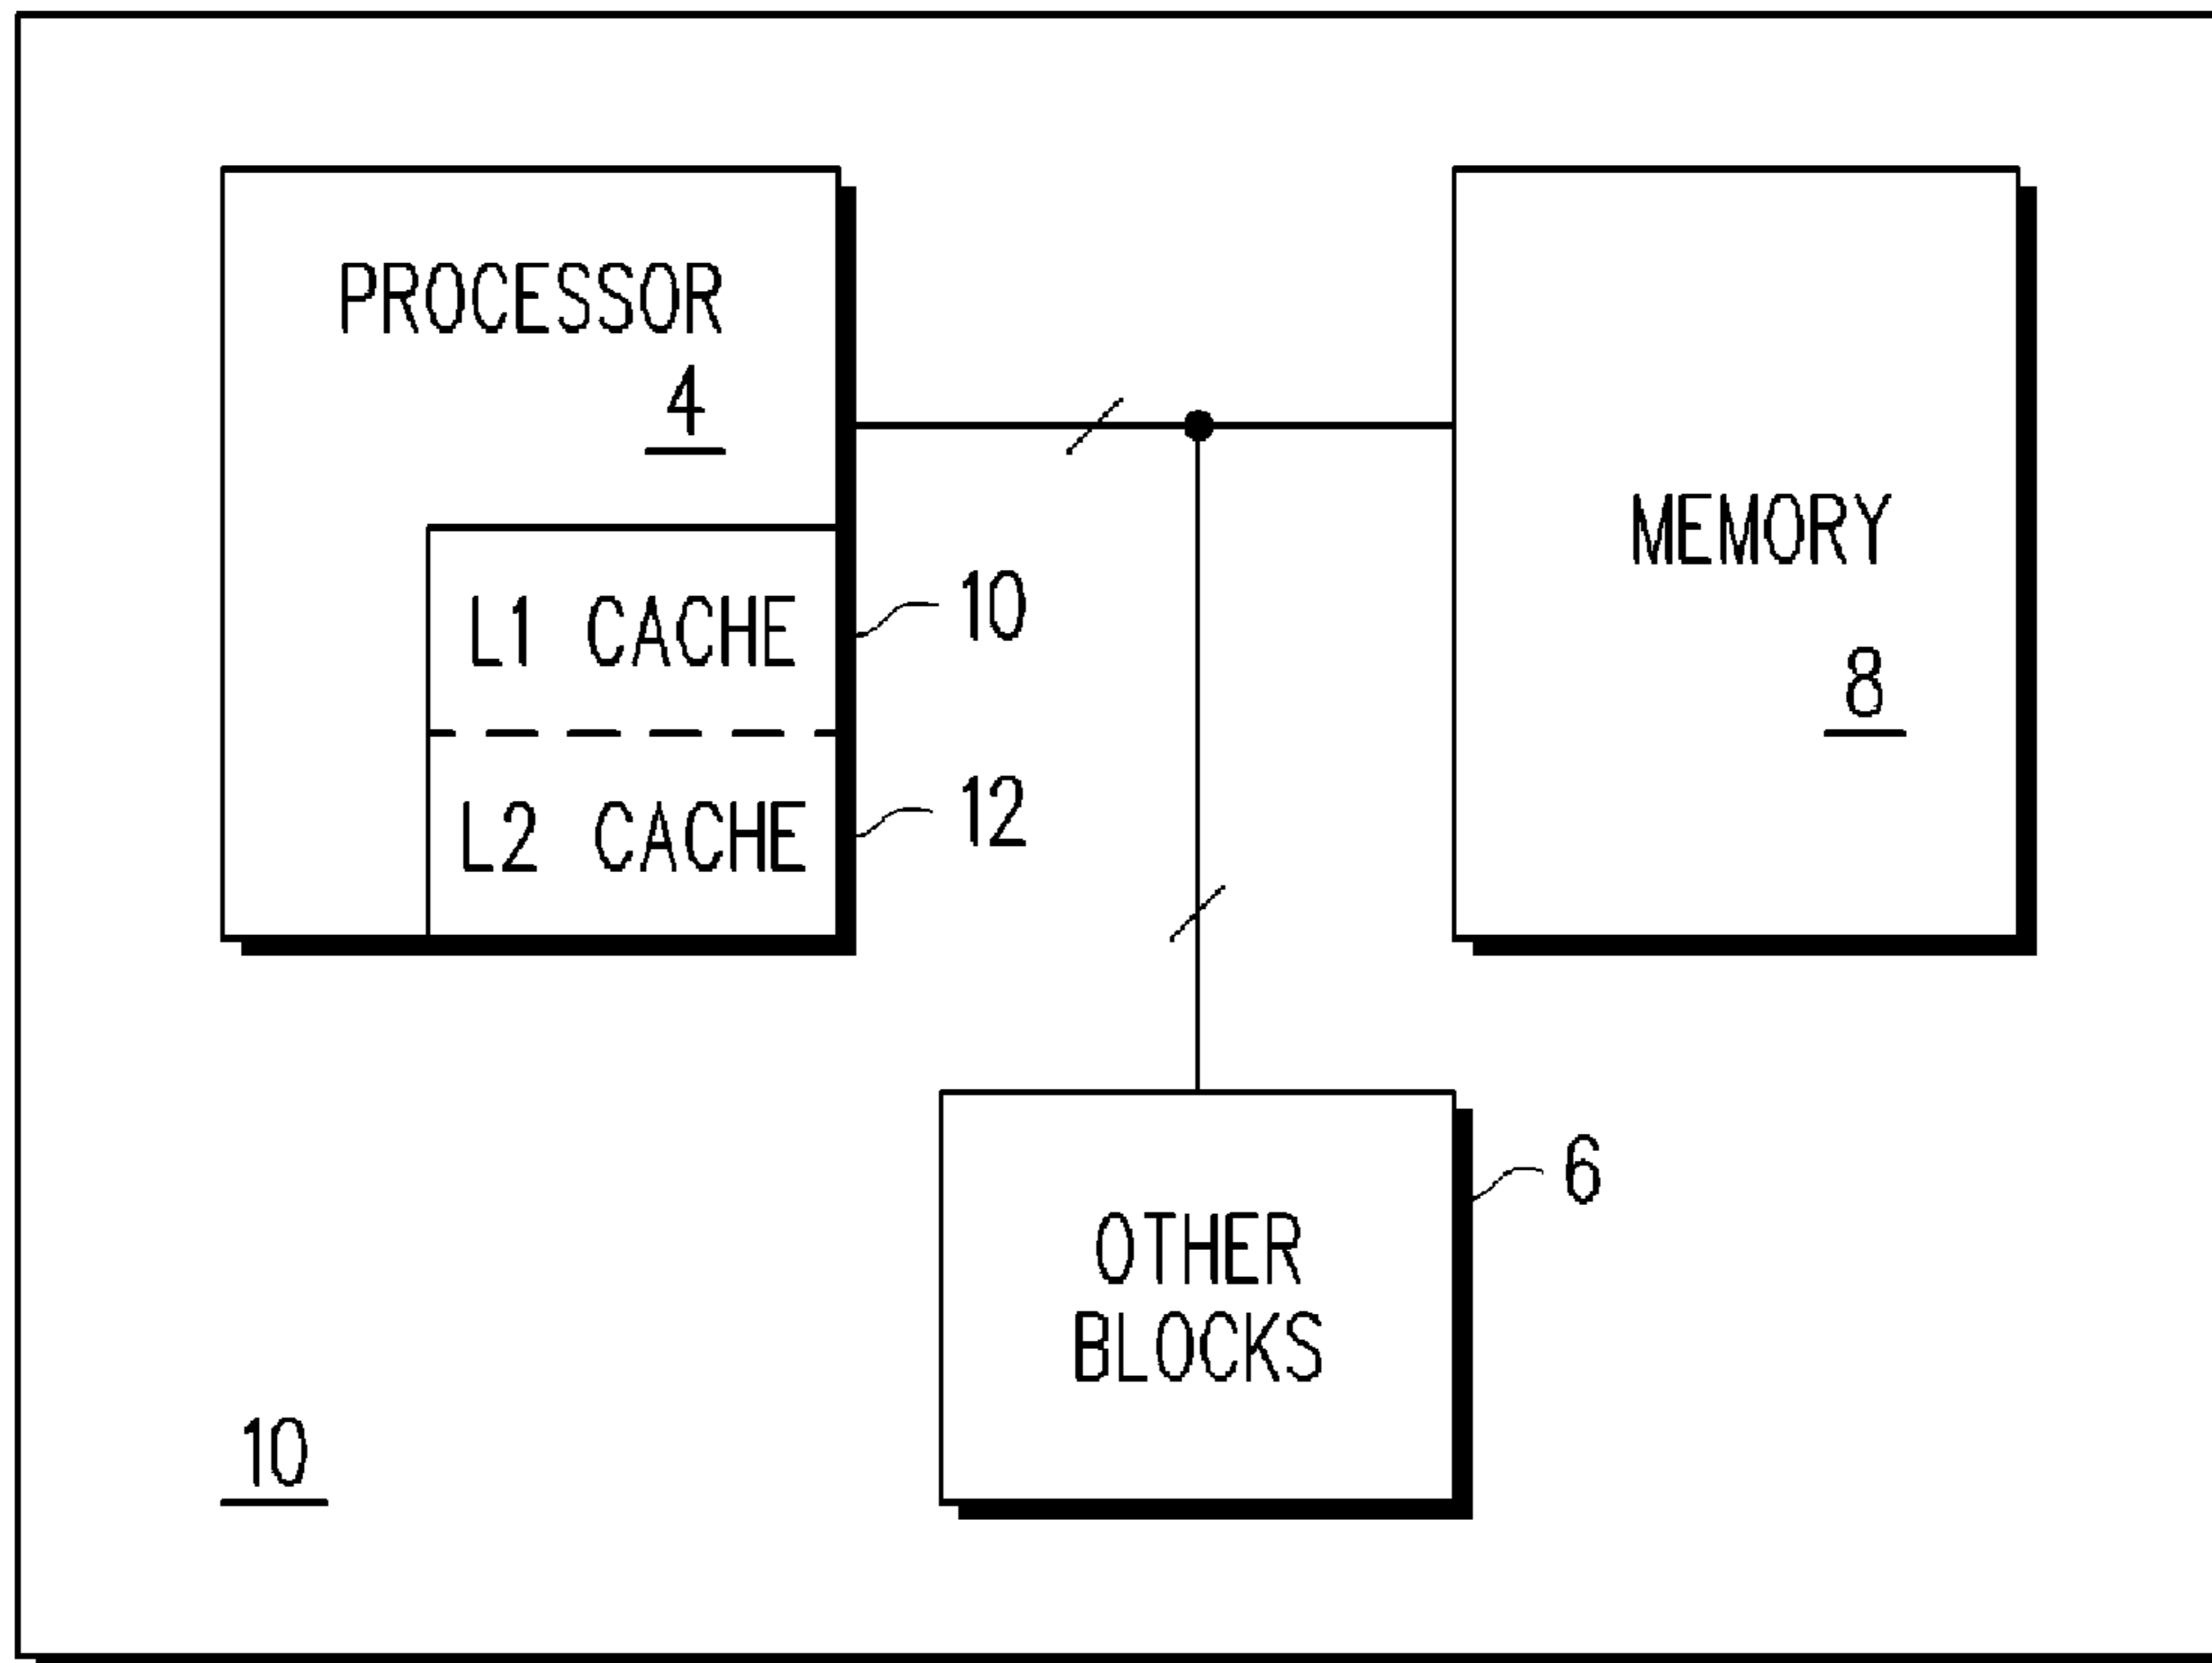 PROCESSOR
4
L1 CACHE
10
L2 CACHE
12
MEMORY
8
OTHER
BLOCKS
6
10